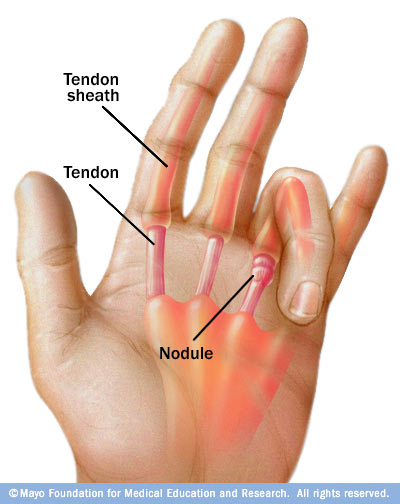 Tendon
sheath
Tendon
Nodule
©Mayo Foundation for Medical Education and Research. All rights reserved.